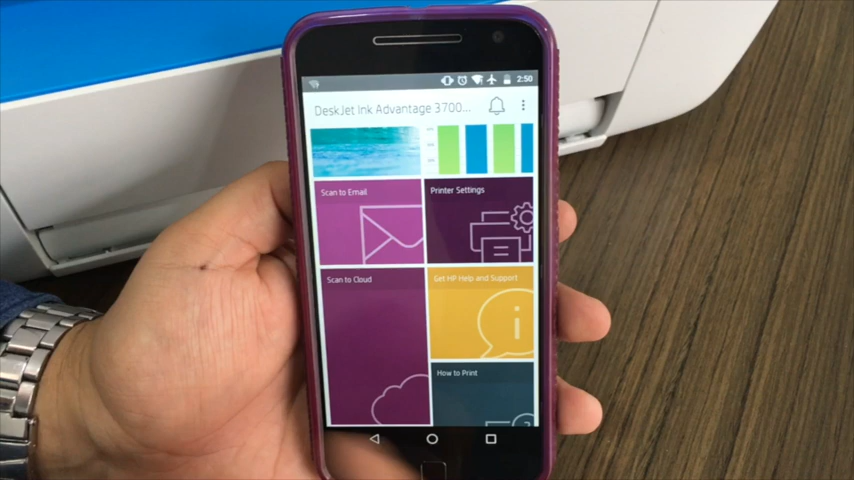 2:50
DeskJet Ink Advantage 3700...
Scan to Email
Printer Settings
Scan to Cloud
Get HP Help and Support
How to Print